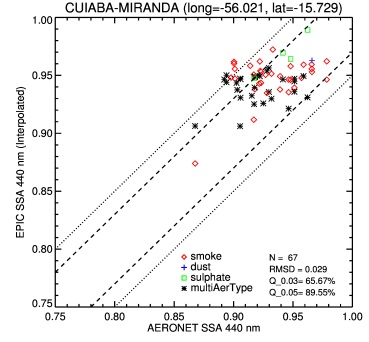 CUIABA-MIRANDA (long=-56.021, lat=-15.729)
1.00
0.95
0.90
0.85
0.80
0.75
EPIC SSA 440 nm (Interpolated)
smoke
dust
sulphate
multiAerType
N = 67
RMSD = 0.029
Q_0.03= 65.67%
Q_0.05= 89.55%
0.75 0.80 0.85 0.90 0.95 1.00
AERONET SSA 440 nm